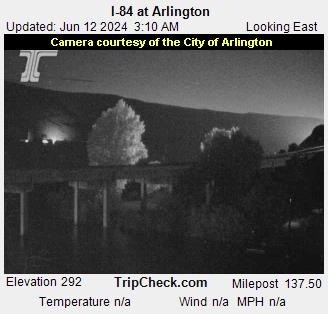 I-84 at Arlington
Updated: Jun 12 2024 3:10 AM Looking East
Camera courtesy of the City of Arlington
Elevation 292 TripCheck.com Milepost 137.50
Temperature n/a Wind n/a MPH n/a